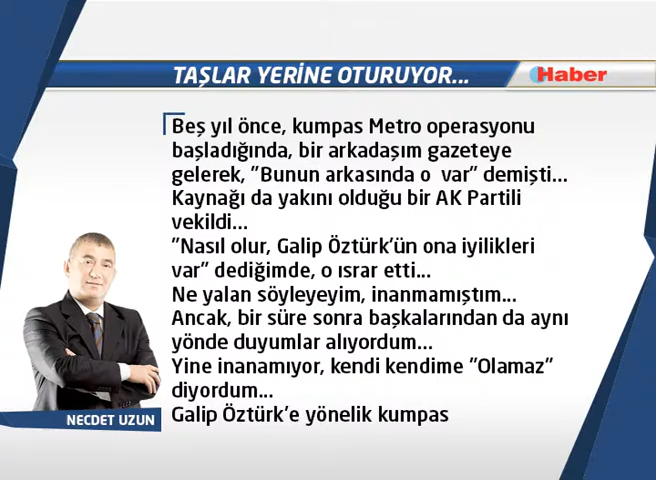 TAŞLAR YERİNE OTURUYOR...
Haber
Beş yıl önce, kumpas Metro operasyonu
başladığında, bir arkadaşım gazeteye
gelerek, "Bunun arkasında o  var" demişti...
Kaynağı da yakını olduğu bir AK Partili
vekildi...
"Nasıl olur, Galip Öztürk'ün ona iyilikleri
var" dediğimde, o ısrar etti...
Ne yalan söyleyeyim, inanmamıştım...
Ancak, bir süre sonra başkalarından da aynı
yönde duyumlar alıyordum...
Yine inanamıyor, kendi kendime "Olamaz"
diyordum...
Galip Öztürk'e yönelik kumpas
NECDET UZUN